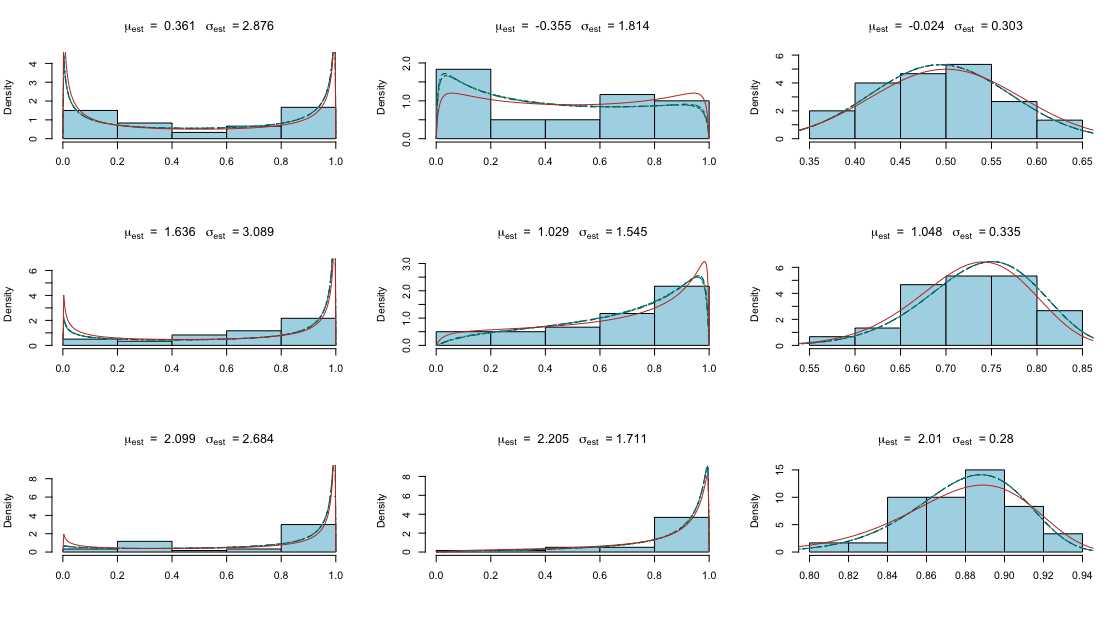 μest = 0.361 σest = 2.876
Density
0 1 2 3 4
0.0 0.2 0.4 0.6 0.8 1.0
μest = -0.355 σest = 1.814
Density
0.0 1.0 2.0
0.0 0.2 0.4 0.6 0.8 1.0
μest = -0.024 σest = 0.303
Density
0 2 4 6
0.35 0.40 0.45 0.50 0.55 0.60 0.65
μest = 1.636 σest = 3.089
Density
0 2 4 6
0.0 0.2 0.4 0.6 0.8 1.0
μest = 1.029 σest = 1.545
Density
0.0 1.0 2.0 3.0
0.0 0.2 0.4 0.6 0.8 1.0
μest = 1.048 σest = 0.335
Density
0 2 4 6
0.55 0.60 0.65 0.70 0.75 0.80 0.85
μest = 2.099 σest = 2.684
Density
0 2 4 6 8
0.0 0.2 0.4 0.6 0.8 1.0
μest = 2.205 σest = 1.711
Density
0 2 4 6 8
0.0 0.2 0.4 0.6 0.8 1.0
μest = 2.01 σest = 0.28
Density
0 5 10 15
0.80 0.82 0.84 0.86 0.88 0.90 0.92 0.94